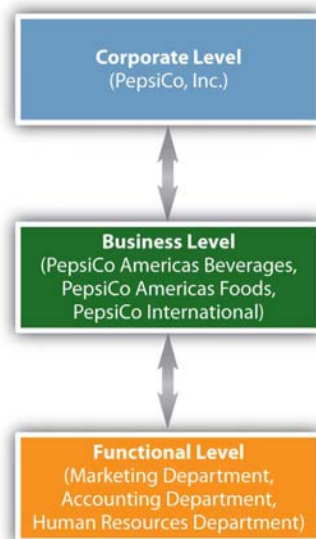 Corporate Level
(PepsiCo, Inc.)
Business Level
(PepsiCo Americas Beverages,
PepsiCo Americas Foods,
PepsiCo International)
Functional Level
(Marketing Department,
Accounting Department,
Human Resources Department)